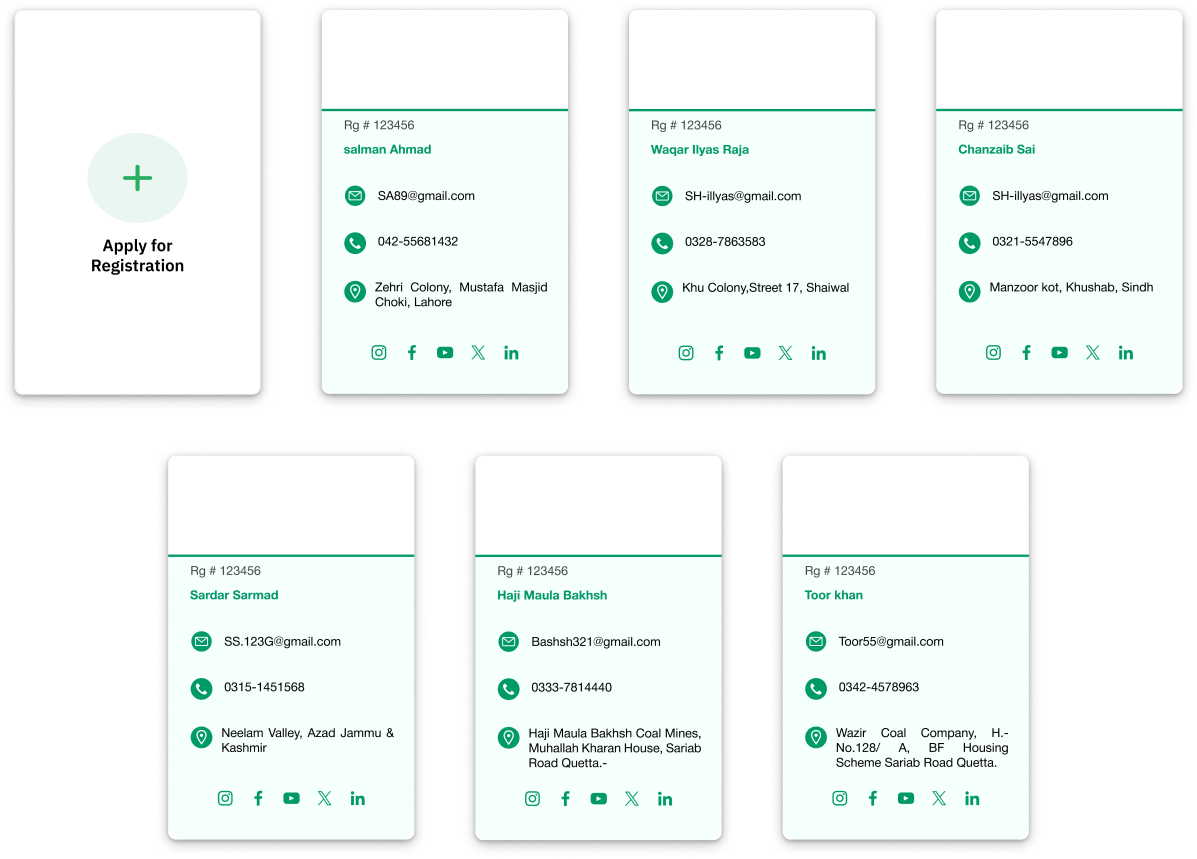 Apply for
Registration
Rg # 123456
salman Ahmad
SA89@gmail.com
042-55681432
Zehri Colony, Mustafa Masjid
Choki, Lahore
Rg # 123456
Waqar Ilyas Raja
SH-illyas@gmail.com
0328-7863583
Khu Colony,Street 17, Shaiwal
Rg # 123456
Chanzaib Sai
SH-illyas@gmail.com
0321-5547896
Manzoor kot, Khushab, Sindh
Rg # 123456
Sardar Sarmad
SS.123G@gmail.com
0315-1451568
Neelam Valley, Azad Jammu &
Kashmir
Rg # 123456
Haji Maula Bakhsh
Bashsh321@gmail.com
0333-7814440
Haji Maula Bakhsh Coal Mines,
Muhallah Kharan House, Sariab
Road Quetta.-
Rg # 123456
Toor khan
Toor55@gmail.com
0342-4578963
Wazir Coal Company, H.-
No.128/ A, BF Housing
Scheme Sariab Road Quetta.